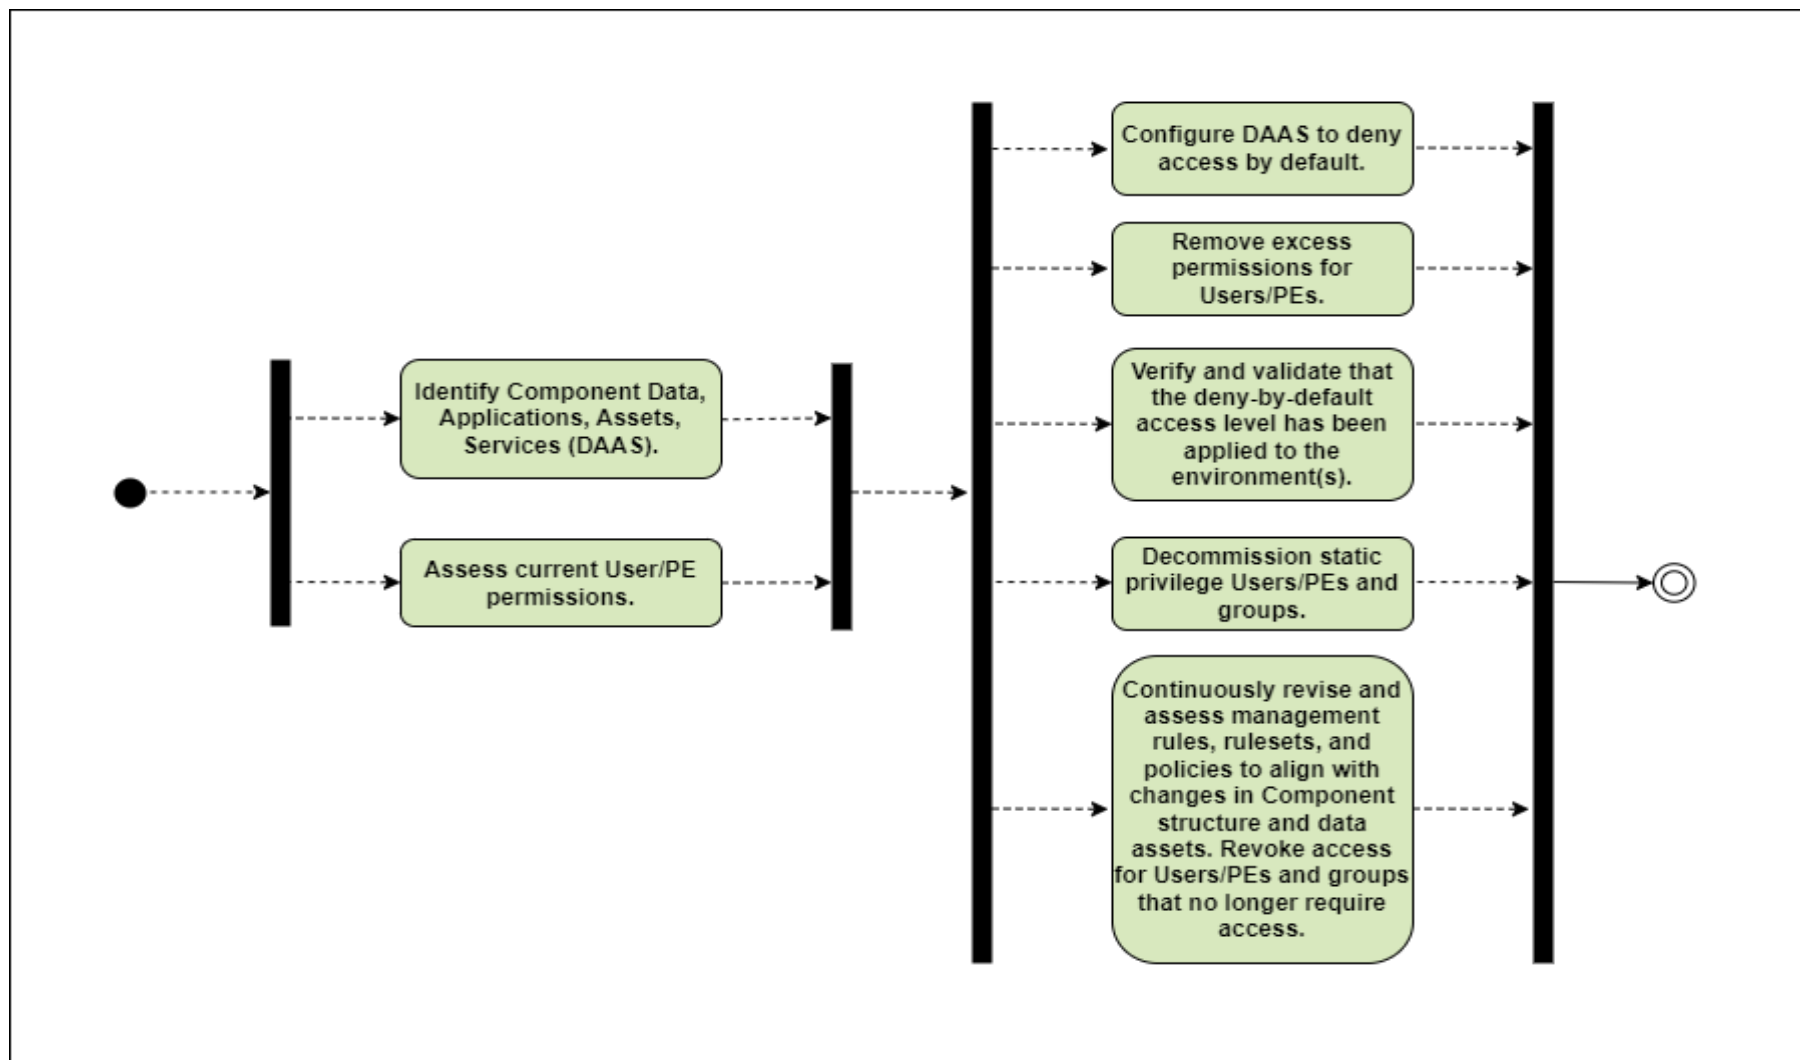 Identify Component Data,
Applications, Assets,
Services (DAAS).
Assess current User/PE
permissions.
Configure DAAS to deny
access by default.
Remove excess
permissions for
Users/PEs.
Verify and validate that
the deny-by-default
access level has been
applied to the
environment(s).
Decommission static
privilege Users/PEs and
groups.
Continuously revise and
assess management
rules, rulesets, and
policies to align with
changes in Component
structure and data
assets. Revoke access
for Users/PEs and groups
that no longer require
access.